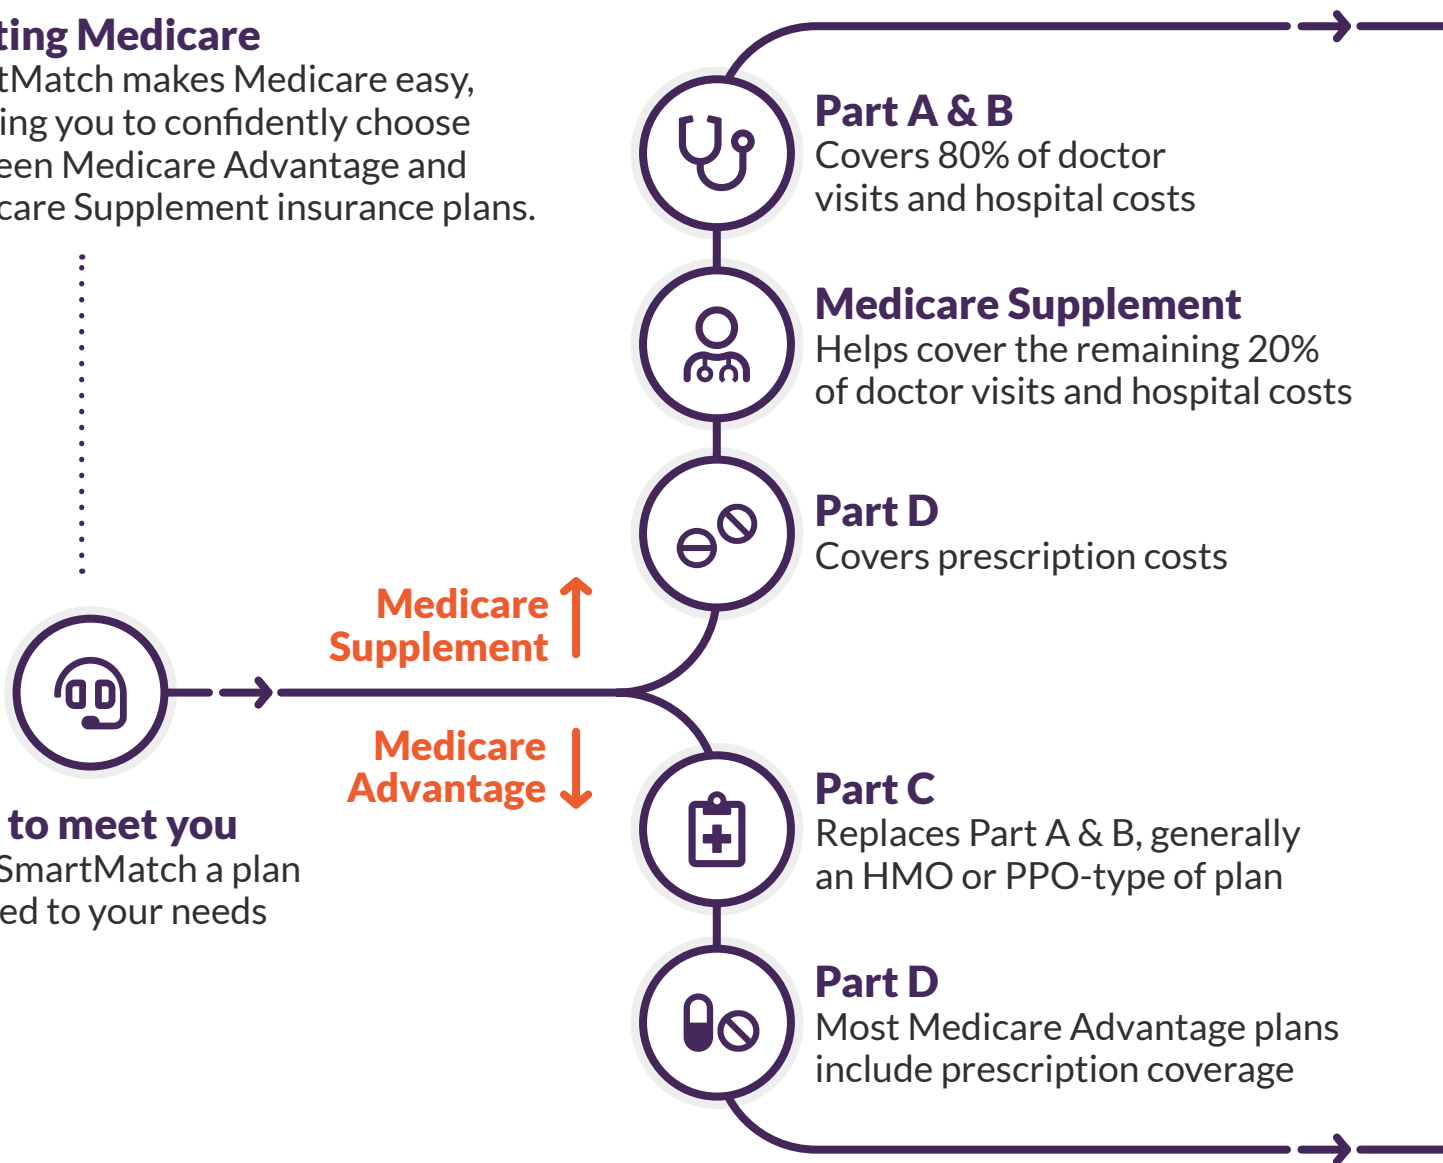 ting Medicare
tMatch makes Medicare easy,
ing you to confidently choose
een Medicare Advantage and
care Supplement insurance plans.
Part A & B
Covers 80% of doctor
visits and hospital costs
Medicare Supplement
Helps cover the remaining 20%
of doctor visits and hospital costs
Part D
Covers prescription costs
Medicare
Supplement
Medicare
Advantage
to meet you
SmartMatch a plan
ed to your needs
Part C
Replaces Part A & B, generally
an HMO or PPO-type of plan
Part D
Most Medicare Advantage plans
include prescription coverage